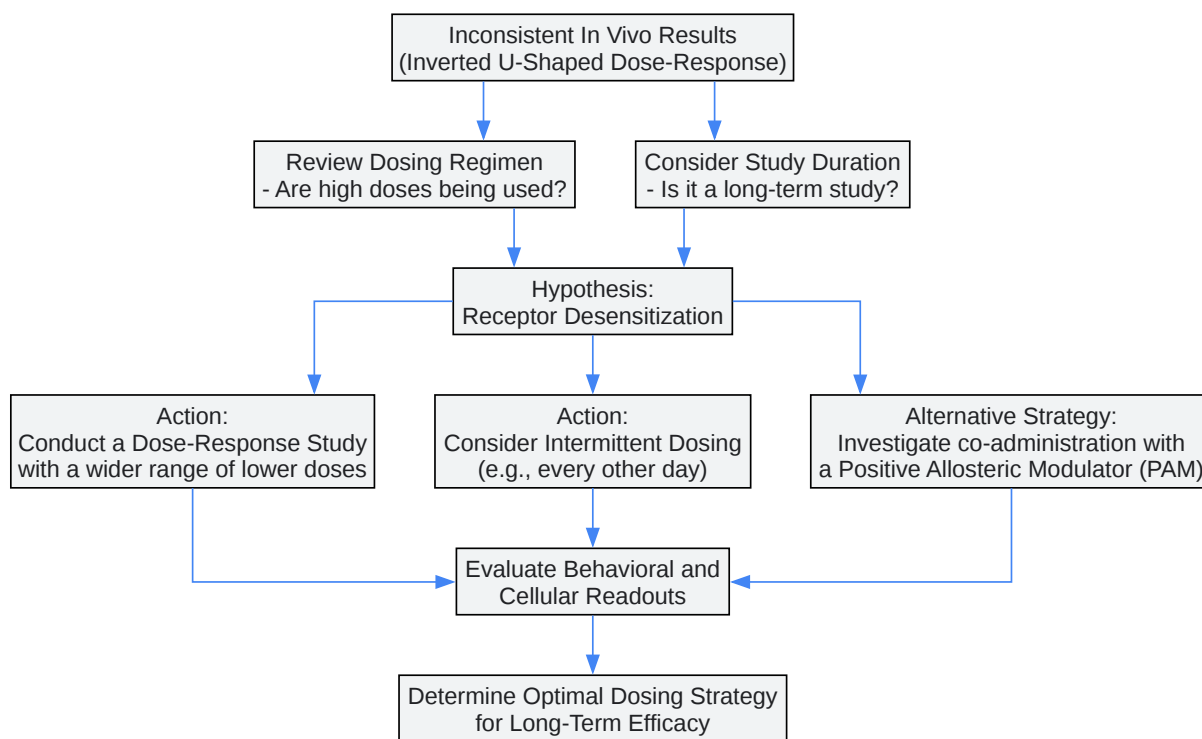 Inconsistent In Vivo Results
(Inverted U-Shaped Dose-Response)
Review Dosing Regimen
- Are high doses being used?
Consider Study Duration
- Is it a long-term study?
Hypothesis:
Receptor Desensitization
Action:
Conduct a Dose-Response Study
with a wider range of lower doses
Action:
Consider Intermittent Dosing
(e.g., every other day)
Alternative Strategy:
Investigate co-administration with
a Positive Allosteric Modulator (PAM)
Evaluate Behavioral and
Cellular Readouts
Determine Optimal Dosing Strategy
for Long-Term Efficacy